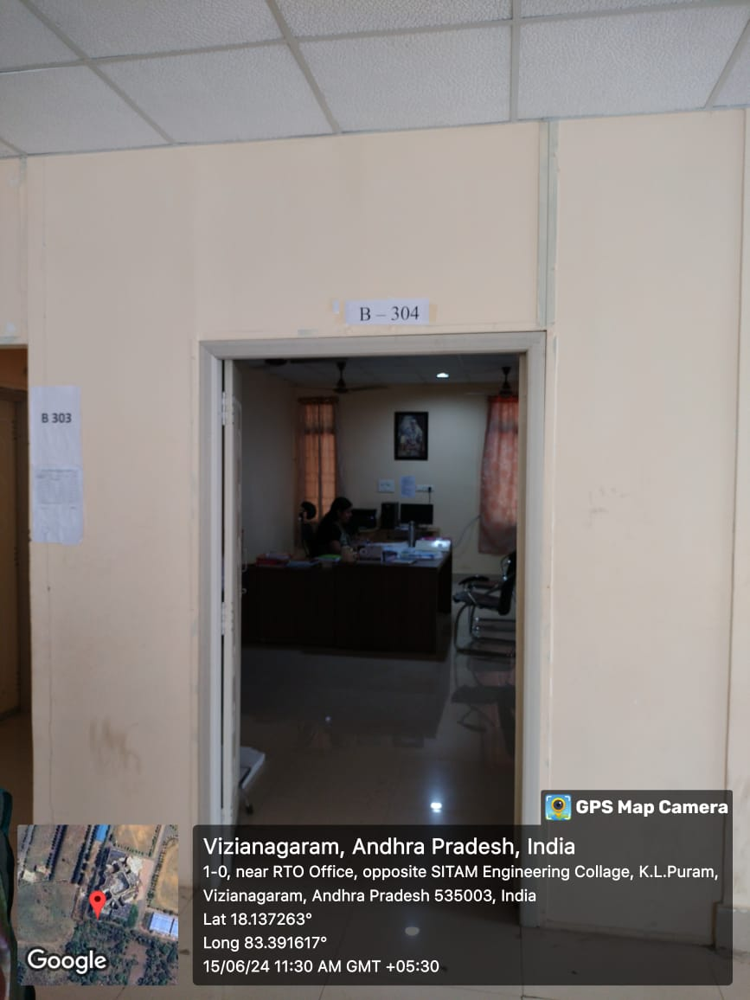 B – 304
B 303
GPS Map Camera
Vizianagaram, Andhra Pradesh, India
1-0, near RTO Office, opposite SITAM Engineering Collage, K.L.Puram,
Vizianagaram, Andhra Pradesh 535003, India
Lat 18.137263°
Long 83.391617°
15/06/24 11:30 AM GMT +05:30
Google